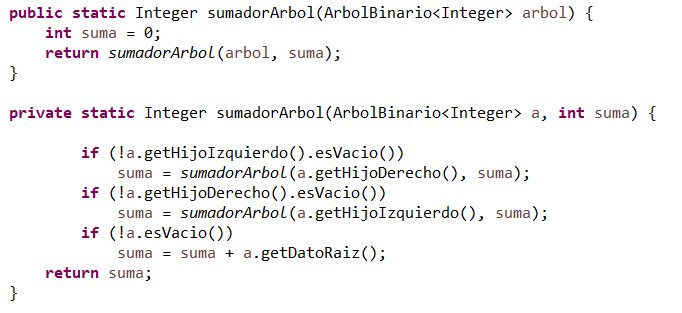 public static Integer sumadorArbol(ArbolBinario<Integer> arbol) {
    int suma = 0;
    return sumadorArbol(arbol, suma);
}
private static Integer sumadorArbol(ArbolBinario<Integer> a, int suma) {
        if (!a.getHijoIzquierdo().esVacio())
            suma = sumadorArbol(a.getHijoDerecho(), suma);
        if (!a.getHijoDerecho().esVacio())
            suma = sumadorArbol(a.getHijoIzquierdo(), suma);
        if (!a.esVacio())
            suma = suma + a.getDatoRaiz();
    return suma;
}